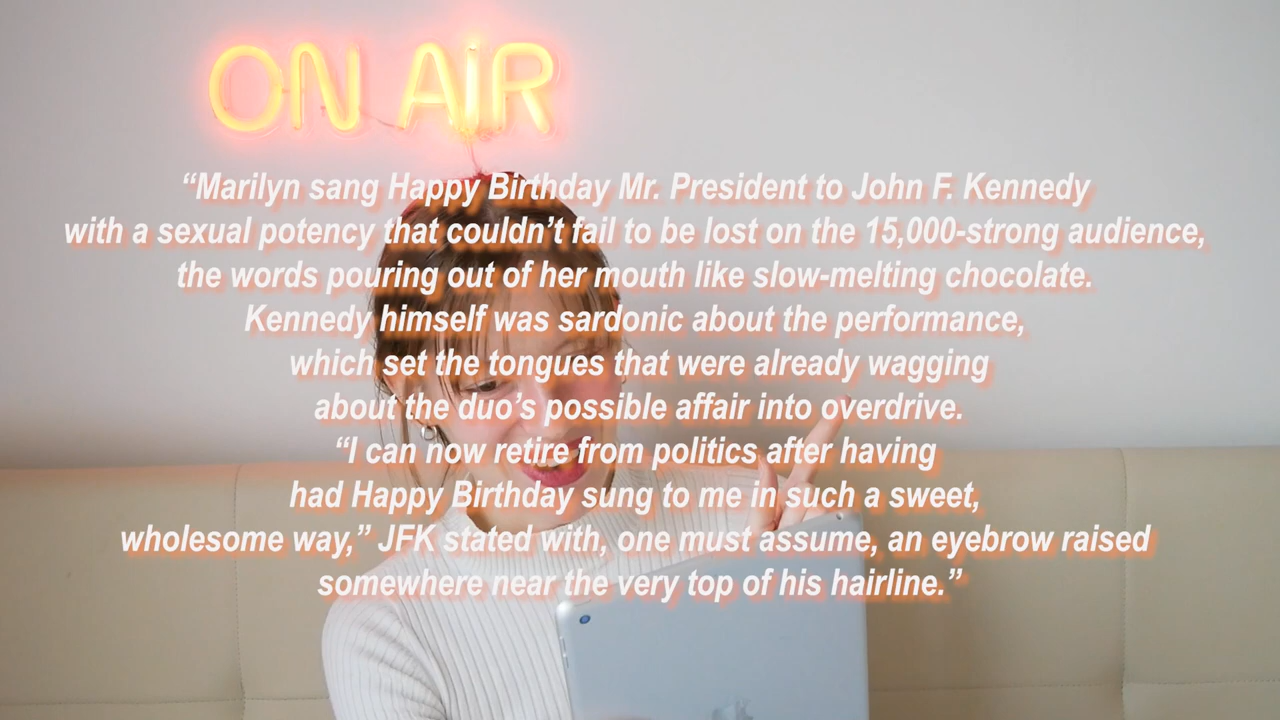 ON AIR
“Marilyn sang Happy Birthday Mr. President to John F. Kennedy
with a sexual potency that couldn’t fail to be lost on the 15,000-strong audience,
the words pouring out of her mouth like slow-melting chocolate.
Kennedy himself was sardonic about the performance,
which set the tongues that were already wagging
about the duo’s possible affair into overdrive.
“I can now retire from politics after having
had Happy Birthday sung to me in such a sweet,
wholesome way,” JFK stated with, one must assume, an eyebrow raised
somewhere near the very top of his hairline.”